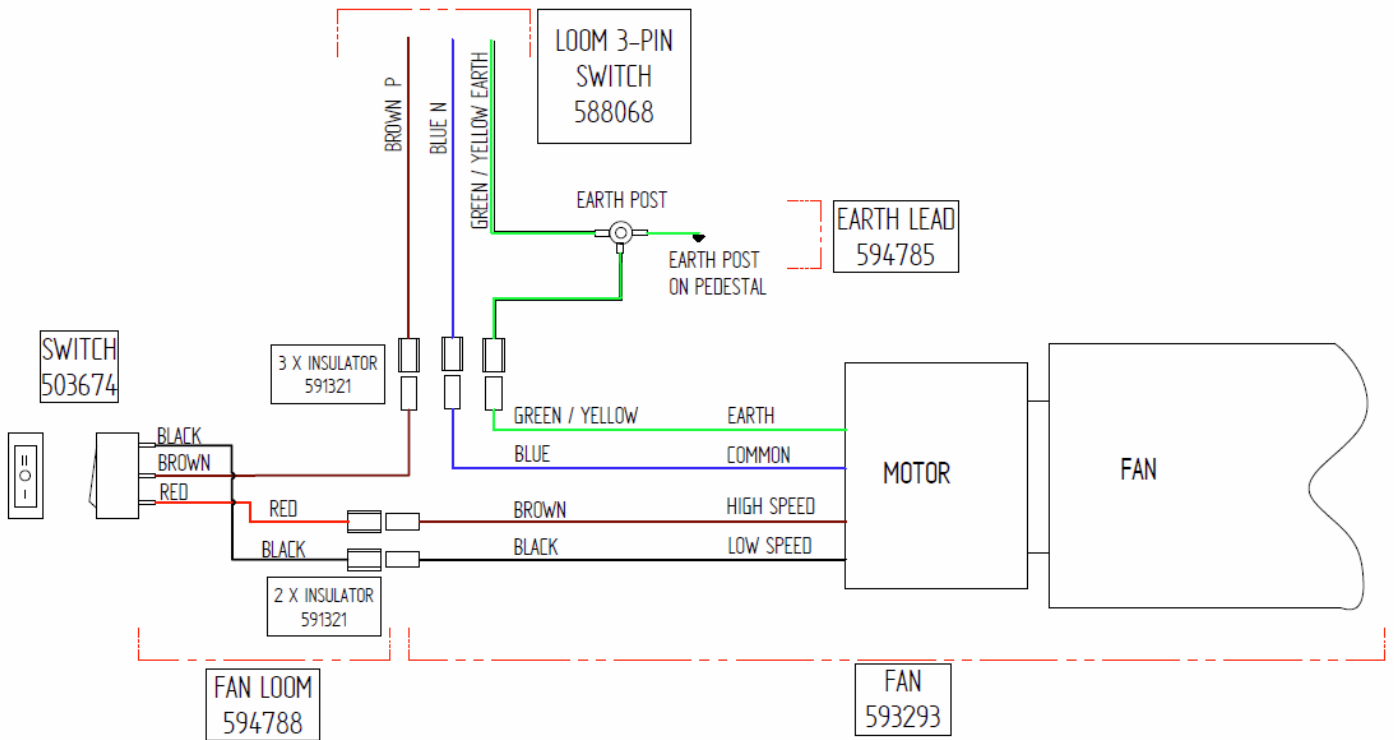 LOOM 3-PIN
SWITCH
588068
BROWN P
BLUE N
GREEN / YELLOW EARTH
EARTH POST
EARTH POST
ON PEDESTAL
EARTH LEAD
594785
SWITCH
503674
3 X INSULATOR
591321
BLACK
BROWN
RED
II
O
I
GREEN / YELLOW
EARTH
BLUE
COMMON
MOTOR
FAN
RED
BROWN
HIGH SPEED
BLACK
BLACK
LOW SPEED
2 X INSULATOR
591321
FAN LOOM
594788
FAN
593293